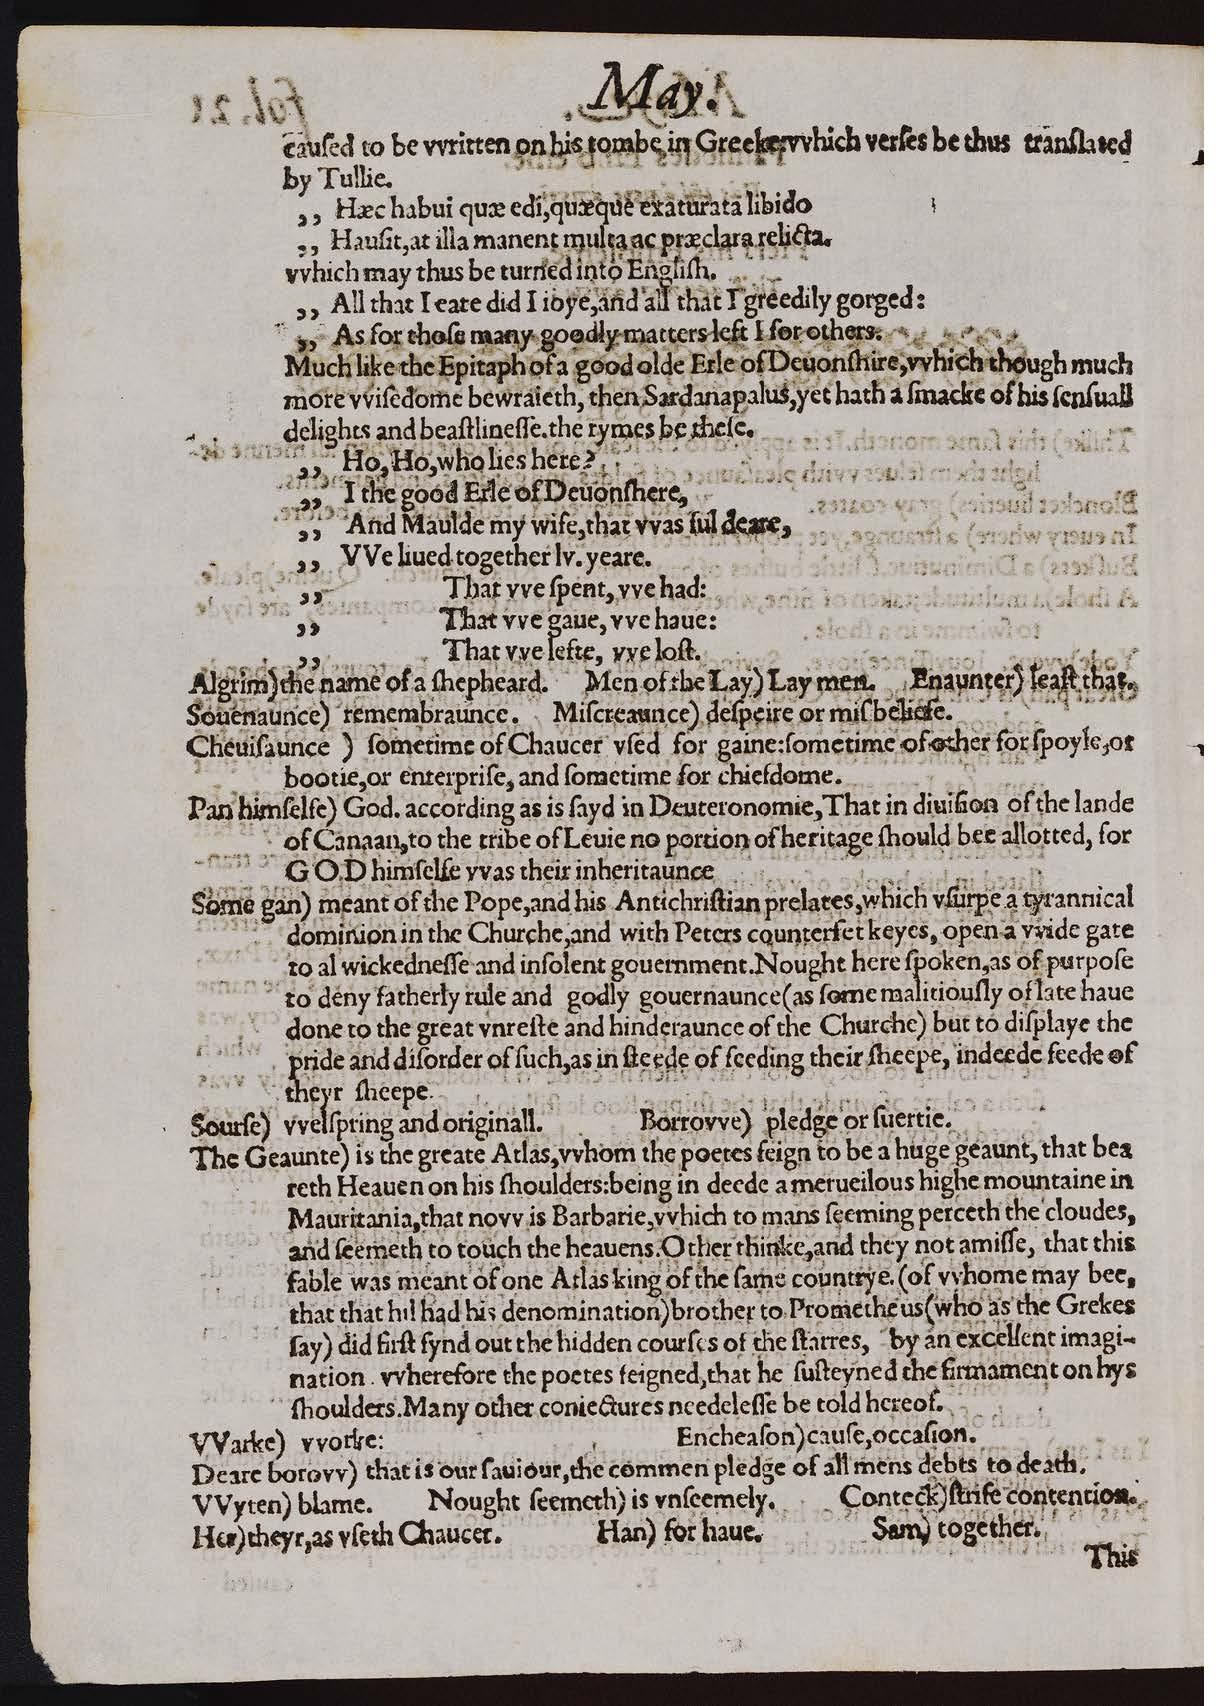 May.
cauſed to be vvritten on his tombe in Greeke: vvhich verſes be thus tranſlated
by Tullie.
,, Hæc habui quæ edi, quæque exaturata libido
,, Hauſit, at illa manent multa ac præclara relicta.
vvhich may thus be turned into Engliſh.
,, All that I eate did I ioye, and all that I greedily gorged:
,, As for thoſe many goodly matters left I for others.
Much like the Epitaph of a good olde Erle of Deuonſhire, vvhich though much
more vviſedome bewraieth, then Sardanapalus, yet hath a ſmacke of his ſenſuall
delights and beaſtlineſſe. the rymes be theſe.
,, Ho, Ho, who lies here?
,, I the good Erle of Deuonſhere,
,, And Maulde my wife, that vvas ful deare,
,, VVe liued together lv. yeare.
,, That vve ſpent, vve had:
,, That vve gaue, vve haue:
,, That vve lefte, vve loſt.
Algrim) the name of a ſhepheard. Men of the Lay) Lay men. Enaunter) leaſt that.
Souenaunce) remembraunce. Miſcreaunce) deſpeire or miſbeliefe.
Cheuiſaunce ) ſometime of Chaucer vſed for gaine: ſometime of other for ſpoyle, or
bootie, or enterpriſe, and ſometime for chiefdome.
Pan himſelfe) God. according as is ſayd in Deuteronomie, That in diuiſion of the lande
of Canaan, to the tribe of Leuie no portion of heritage ſhould bee allotted, for
GOD himſelfe vvas their inheritaunce
Some gan) meant of the Pope, and his Antichriſtian prelates, which vſurpe a tyrannical
dominion in the Churche, and with Peters counterfet keyes, open a vvide gate
to al wickedneſſe and inſolent gouernment. Nought here ſpoken, as of purpoſe
to deny fatherly rule and godly gouernaunce (as ſome malitiouſly of late haue
done to the great vnreſte and hinderaunce of the Churche) but to diſplaye the
pride and diſorder of ſuch, as in ſteede of feeding their ſheepe, indeede feede of
theyr ſheepe.
Sourſe) vvelſpring and originall. Borrovve) pledge or ſuertie.
The Geaunte) is the greate Atlas, vvhom the poetes feign to be a huge geaunt, that bea
reth Heauen on his ſhoulders: being in deede a merueilous highe mountaine in
Mauritania, that novv is Barbarie, vvhich to mans ſeeming perceth the cloudes,
and ſeemeth to touch the heauens. Other thinke, and they not amiſſe, that this
fable was meant of one Atlas king of the ſame countrye. (of vvhome may bee,
that that hil had his denomination) brother to Prometheus (who as the Grekes
ſay) did firſt fynd out the hidden courſes of the ſtarres, by an excellent imagi-
nation. vvherefore the poetes feigned, that he ſuſteyned the firmament on hys
ſhoulders. Many other coniectures needeleſſe be told hereof.
VVarke) vvorke: Encheaſon) cauſe, occaſion.
Deare borovv) that is our ſauiour, the commen pledge of all mens debts to death.
VVyten) blame. Nought ſeemeth) is vnſeemely. Conteck) ſtrife contention.
Her) theyr, as vſeth Chaucer. Han) for haue. Sam) together.
This